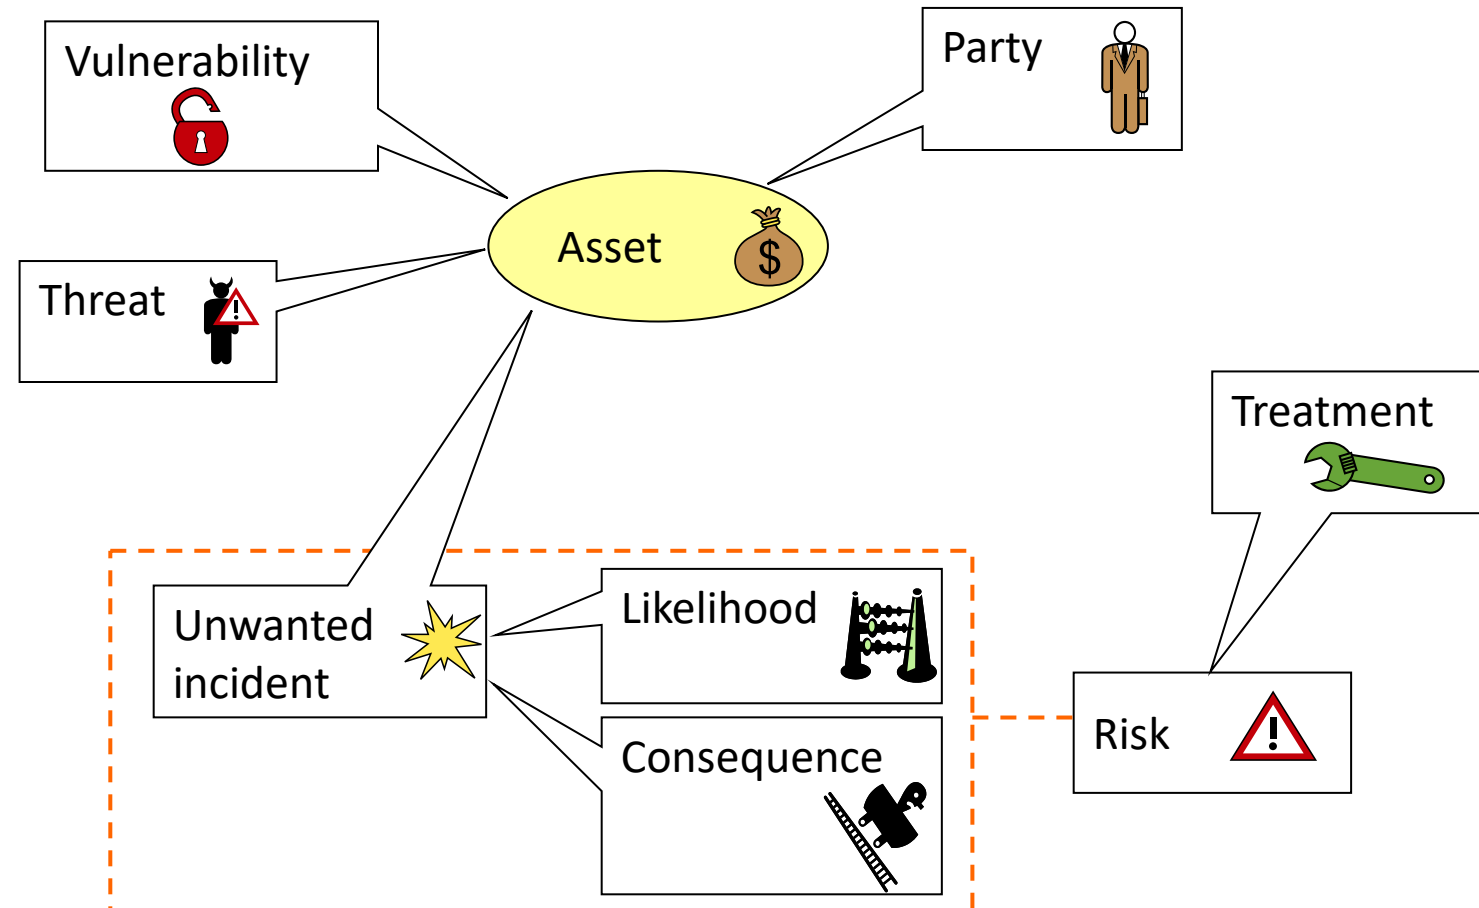 Vulnerability
Party
Asset
$
Threat
!
Treatment
Unwanted
incident
Likelihood
Consequence
Risk
!